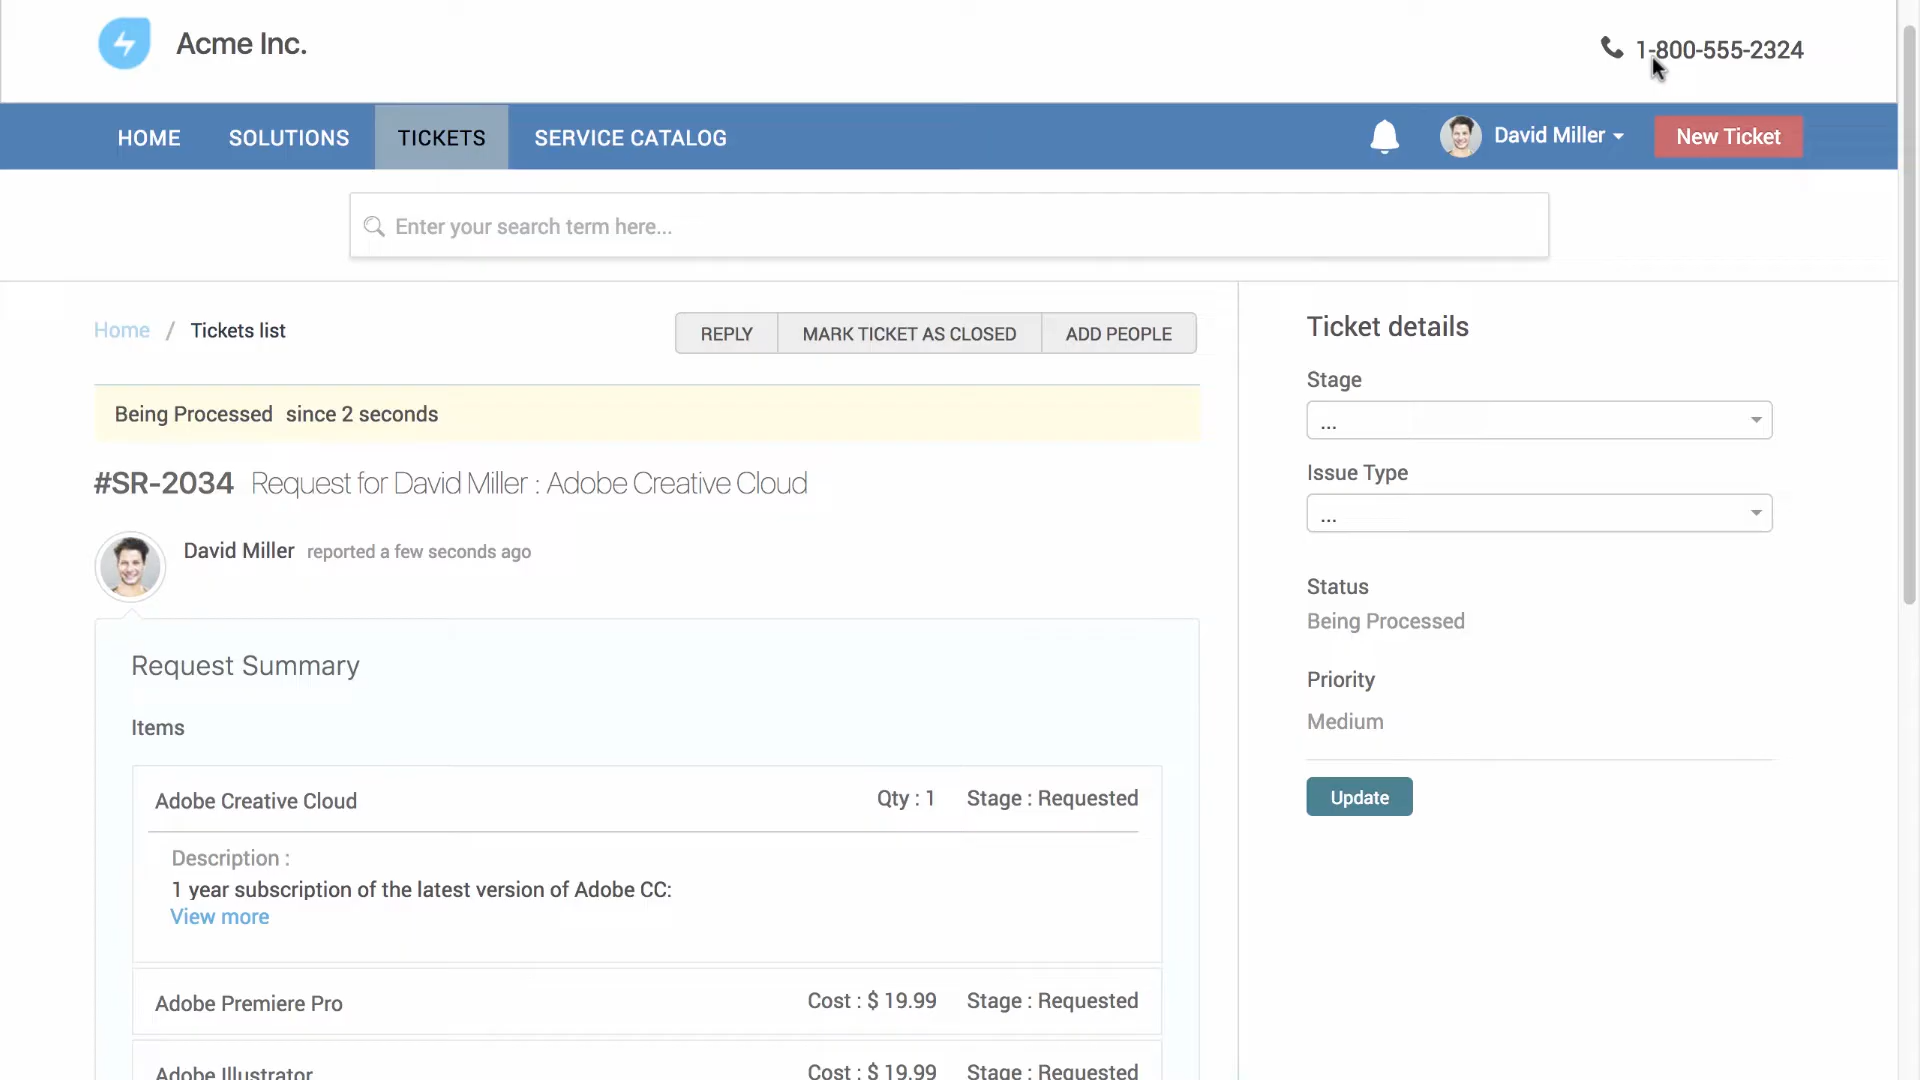 Acme Inc.
1-800-555-2324
HOME SOLUTIONS TICKETS SERVICE CATALOG David Miller New Ticket
Enter your search term here...
Home / Tickets list
REPLY MARK TICKET AS CLOSED ADD PEOPLE
Being Processed since 2 seconds
#SR-2034 Request for David Miller : Adobe Creative Cloud
David Miller reported a few seconds ago
Request Summary
Items
Adobe Creative Cloud Qty : 1 Stage : Requested
Description :
1 year subscription of the latest version of Adobe CC:
View more
Adobe Premiere Pro Cost : $ 19.99 Stage : Requested
Adobe Illustrator Cost : $ 19.99 Stage : Requested
Ticket details
Stage
...
Issue Type
...
Status
Being Processed
Priority
Medium
Update